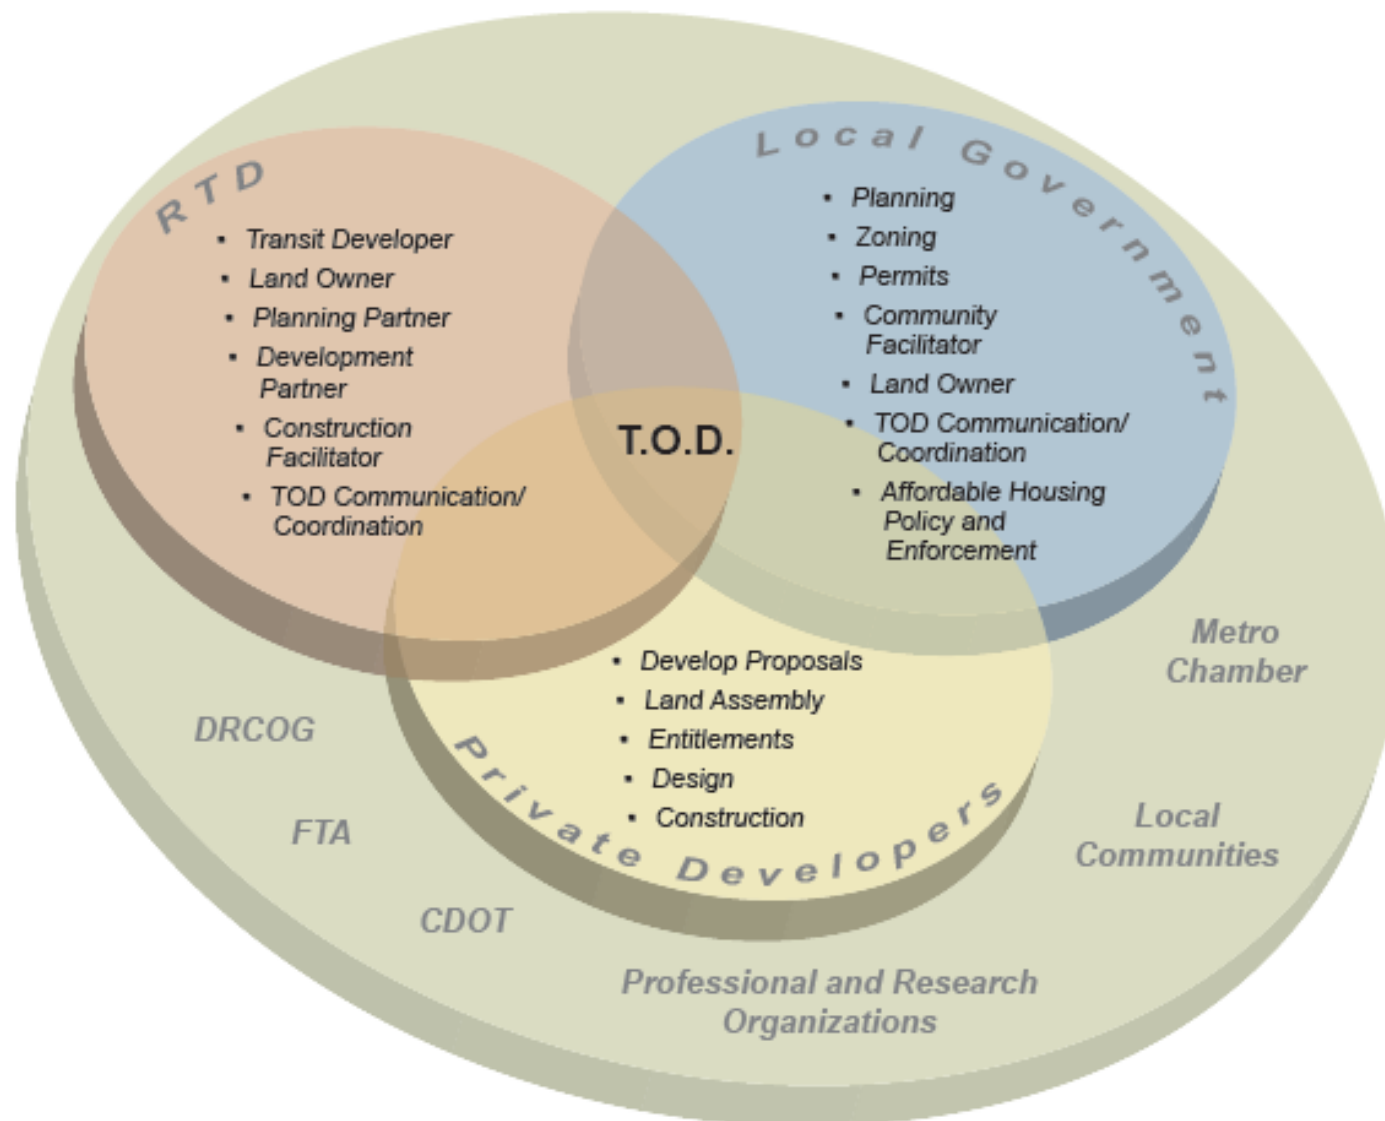 RTD
▪ Transit Developer
▪ Land Owner
▪ Planning Partner
▪ Development
Partner
▪ Construction
Facilitator
▪ TOD Communication/
Coordination
Local Government
▪ Planning
▪ Zoning
▪ Permits
▪ Community
Facilitator
▪ Land Owner
▪ TOD Communication/
Coordination
▪ Affordable Housing
Policy and
Enforcement
T.O.D.
▪ Develop Proposals
▪ Land Assembly
▪ Entitlements
▪ Design
▪ Construction
Private Developers
DRCOG
FTA
CDOT
Professional and Research
Organizations
Local
Communities
Metro
Chamber